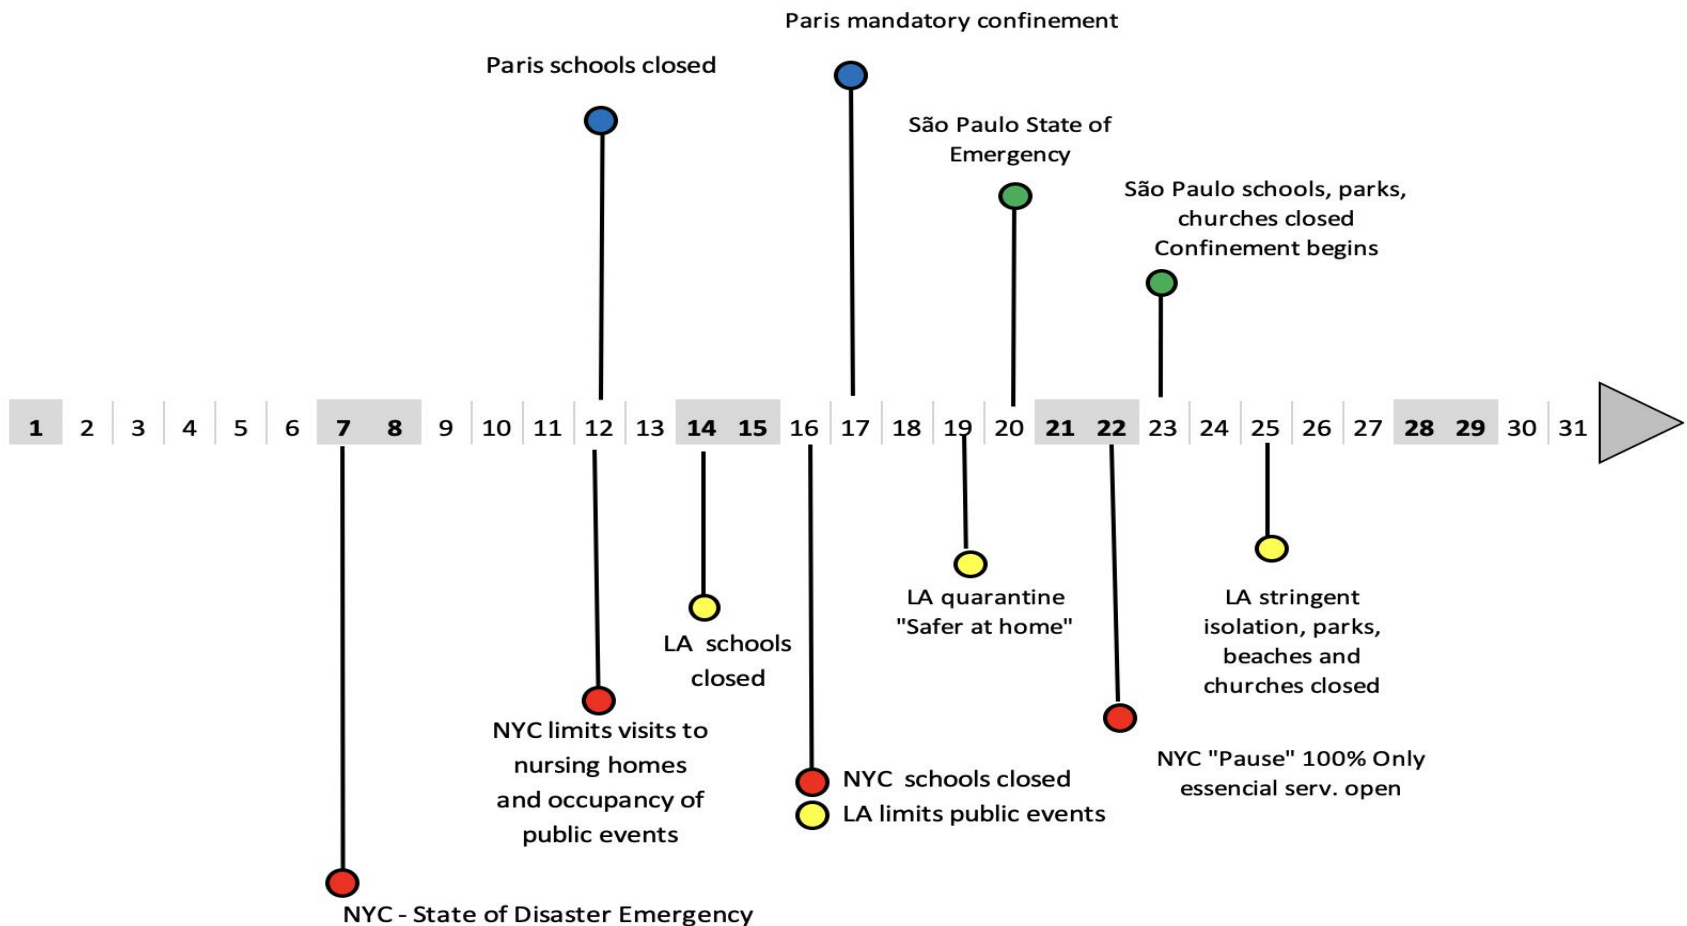 Paris mandatory confinement
Paris schools closed
São Paulo State of
Emergency
São Paulo schools, parks,
churches closed
Confinement begins
1 2 3 4 5 6 7 8 9 10 11 12 13 14 15 16 17 18 19 20 21 22 23 24 25 26 27 28 29 30 31
LA quarantine
"Safer at home"
LA stringent
isolation, parks,
beaches and
churches closed
LA schools
closed
NYC limits visits to
nursing homes
and occupancy of
public events
NYC schools closed
LA limits public events
NYC "Pause" 100% Only
essencial serv. open
NYC - State of Disaster Emergency